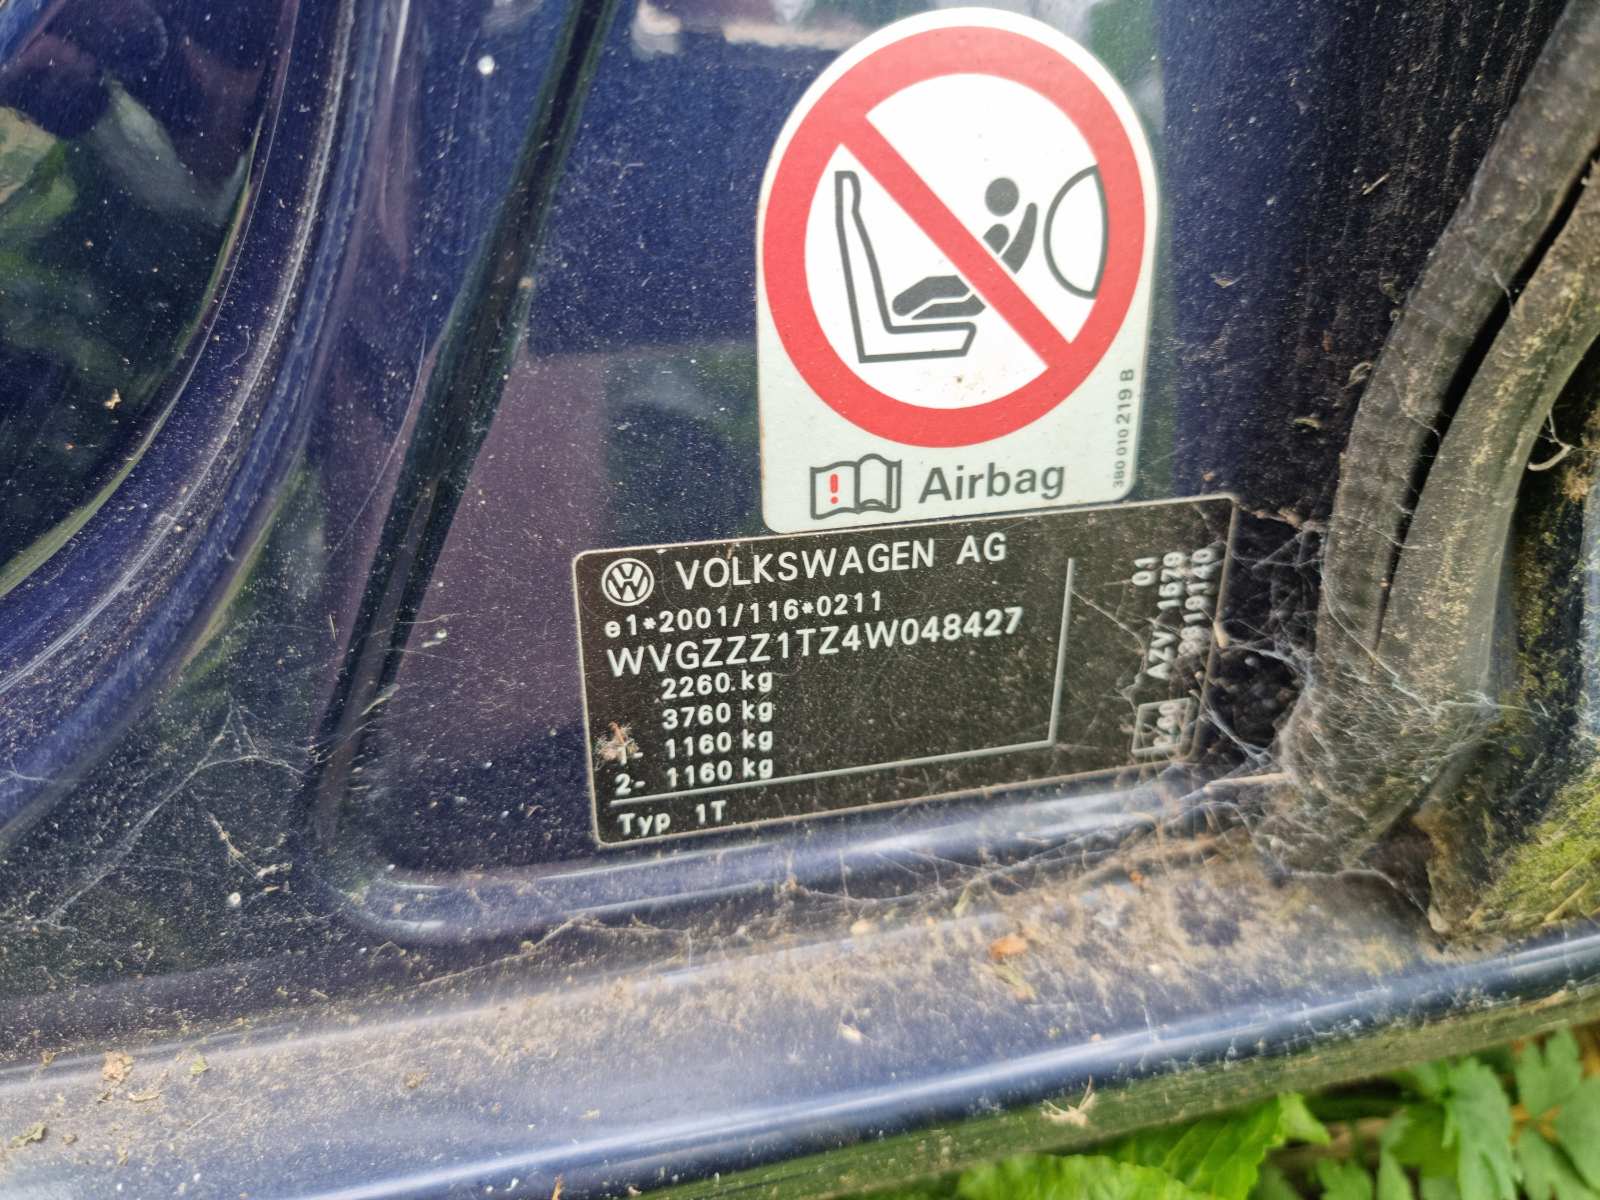 380 010 219 B
! Airbag
VOLKSWAGEN AG
e1*2001/116*0211
WVGZZZ1TZ4W048427
2260 kg
3760 kg
1- 1160 kg
2- 1160 kg
Typ 1T
01
AZV 1679